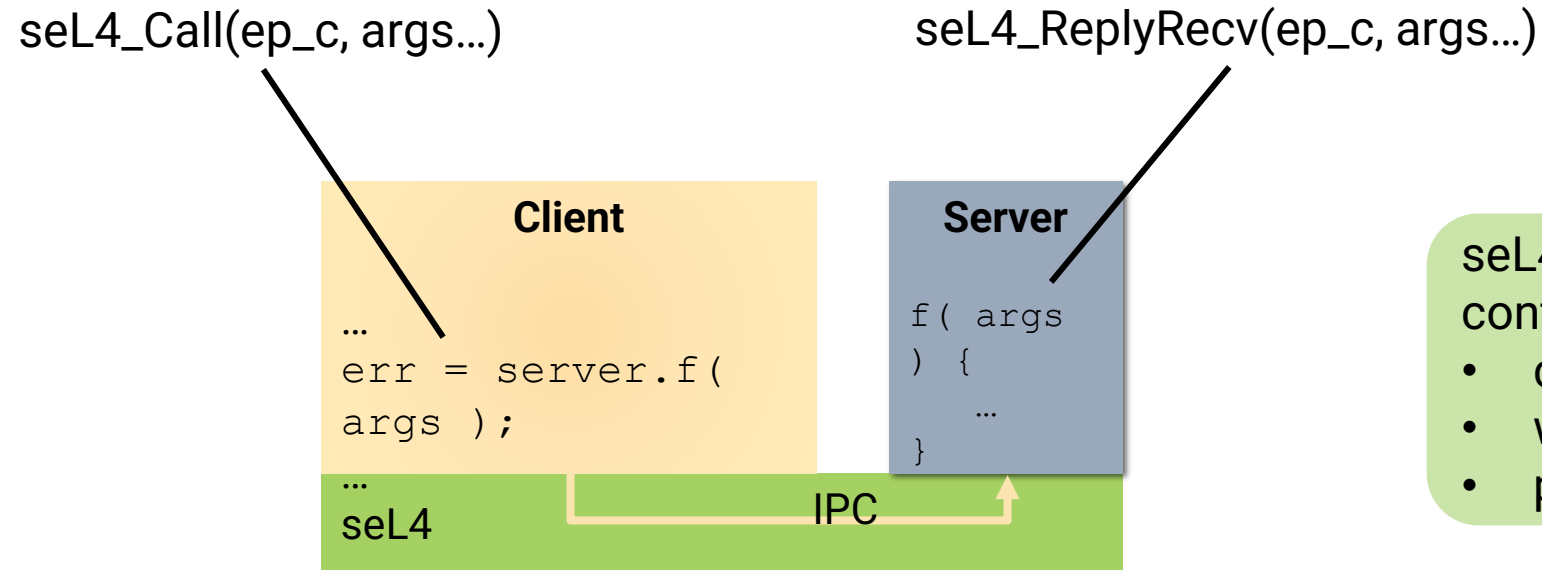 seL4_Call(ep_c, args…)
seL4_ReplyRecv(ep_c, args…)
Client
…
err = server.f(
args );
…
seL4
Server
f( args
) {
…
}
IPC
•
•
•